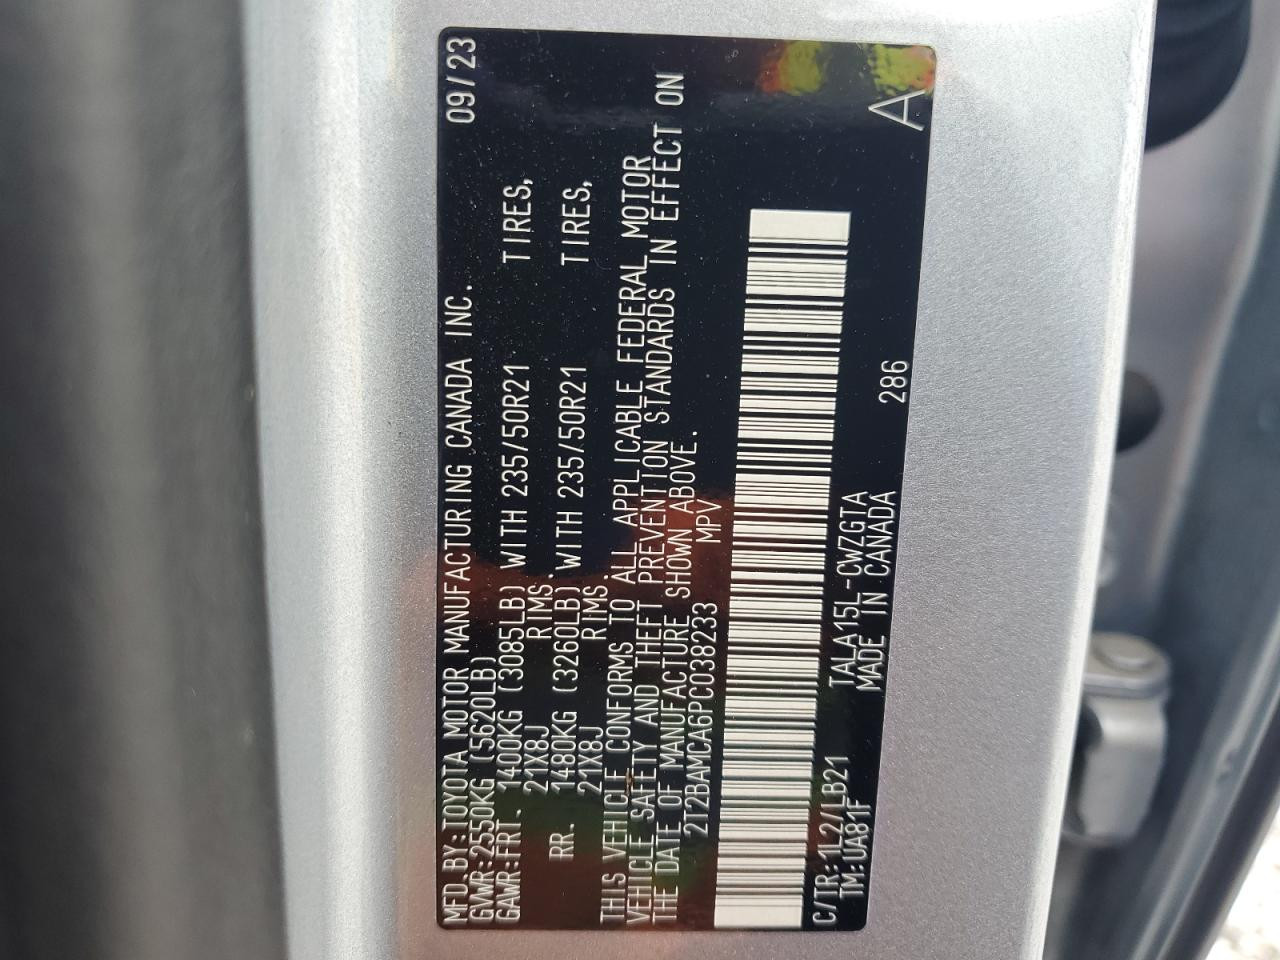 MFD.BY:TOYOTA MOTOR MANUFACTURING CANADA INC. 09/23
GVWR:2550KG (5620LB)
GAWR:FRT. 1400KG (3085LB) WITH 235/50R21 TIRES,
21X8J RIMS.
RR. 1480KG (3260LB) WITH 235/50R21 TIRES,
21X8J RIMS.
THIS VEHICLE CONFORMS TO ALL APPLICABLE FEDERAL MOTOR
VEHICLE SAFETY AND THEFT PREVENTION STANDARDS IN EFFECT ON
THE DATE OF MANUFACTURE SHOWN ABOVE.
2T2BAMCA6PC038233 MPV
C/TR:1L2/LB21 TALA15L-CWZGTA
TM:UA81F MADE IN CANADA 286 A